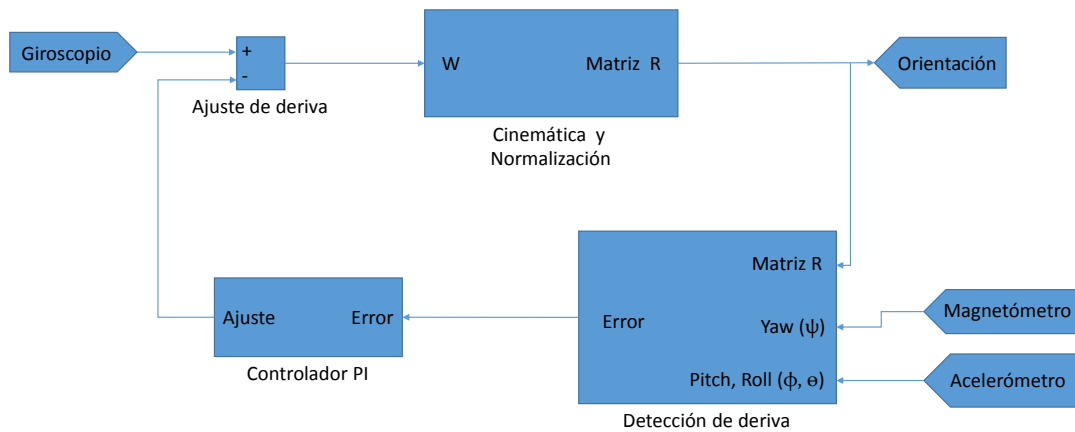 Giroscopio
+
-
Ajuste de deriva
W
Matriz R
Cinemática y
Normalización
Orientación
Matriz R
Yaw (ψ)
Pitch, Roll (ϕ, ɵ)
Error
Detección de deriva
Magnetómetro
Acelerómetro
Ajuste
Error
Controlador PI